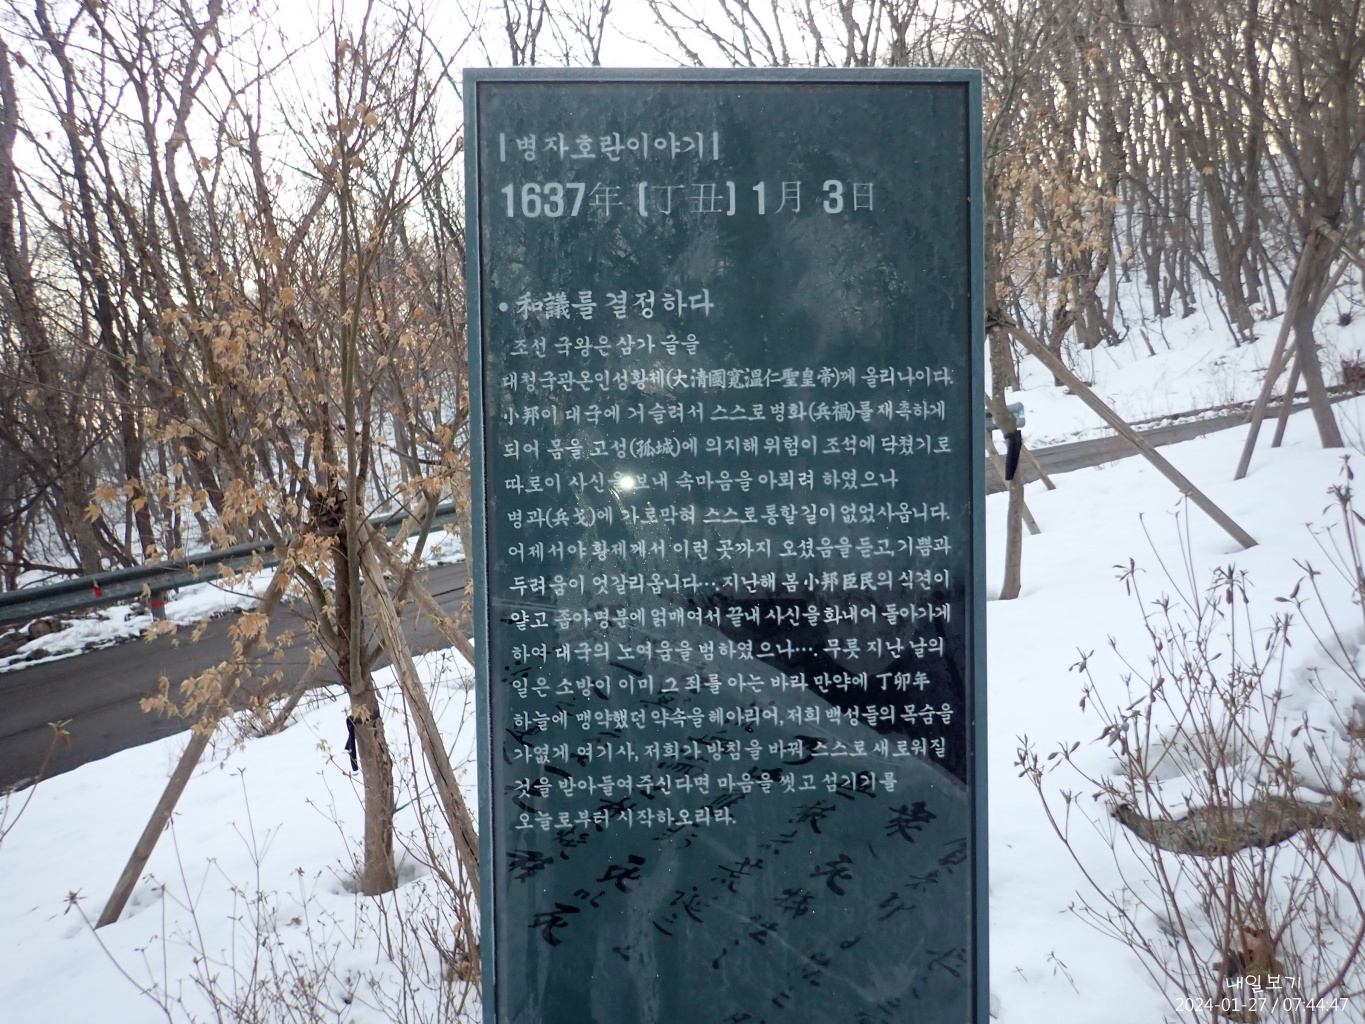 |병자호란이야기|
1637年 (丁丑) 1月 3日
• 和議를 결정하다
조선 국왕은 삼가 글을
대청국관온인성황제(大清國寬溫仁聖皇帝)께 올리나이다.
小邦이 대국에 거슬려서 스스로 병화(兵禍)를 재촉하게
되어 몸을 고성(孤城)에 의지해 위험이 조석에 닥쳤기로
따로이 사신을 보내 속마음을 아뢰려 하였으나
병과(兵戈)에 가로막혀 스스로 통할 길이 없었사옵니다.
어제서야 황제께서 이런 곳까지 오셨음을 듣고, 기쁨과
두려움이 엇갈리옵니다… 지난해 봄 小邦臣民의 식견이
얕고 좁아 명분에 얽매여서 끝내 사신을 화내어 돌아가게
하여 대국의 노여움을 범하였으나…. 무릇 지난 날의
일은 소방이 이미 그 죄를 아는 바라 만약에 丁卯年
하늘에 맹약했던 약속을 헤아리어, 저희 백성들의 목숨을
가엾게 여기사, 저희가 방침을 바꿔 스스로 새로워질
것을 받아들여 주신다면 마음을 씻고 섬기기를
오늘로부터 시작하오리라.
내일보기
2024-01-27 / 07:44:47